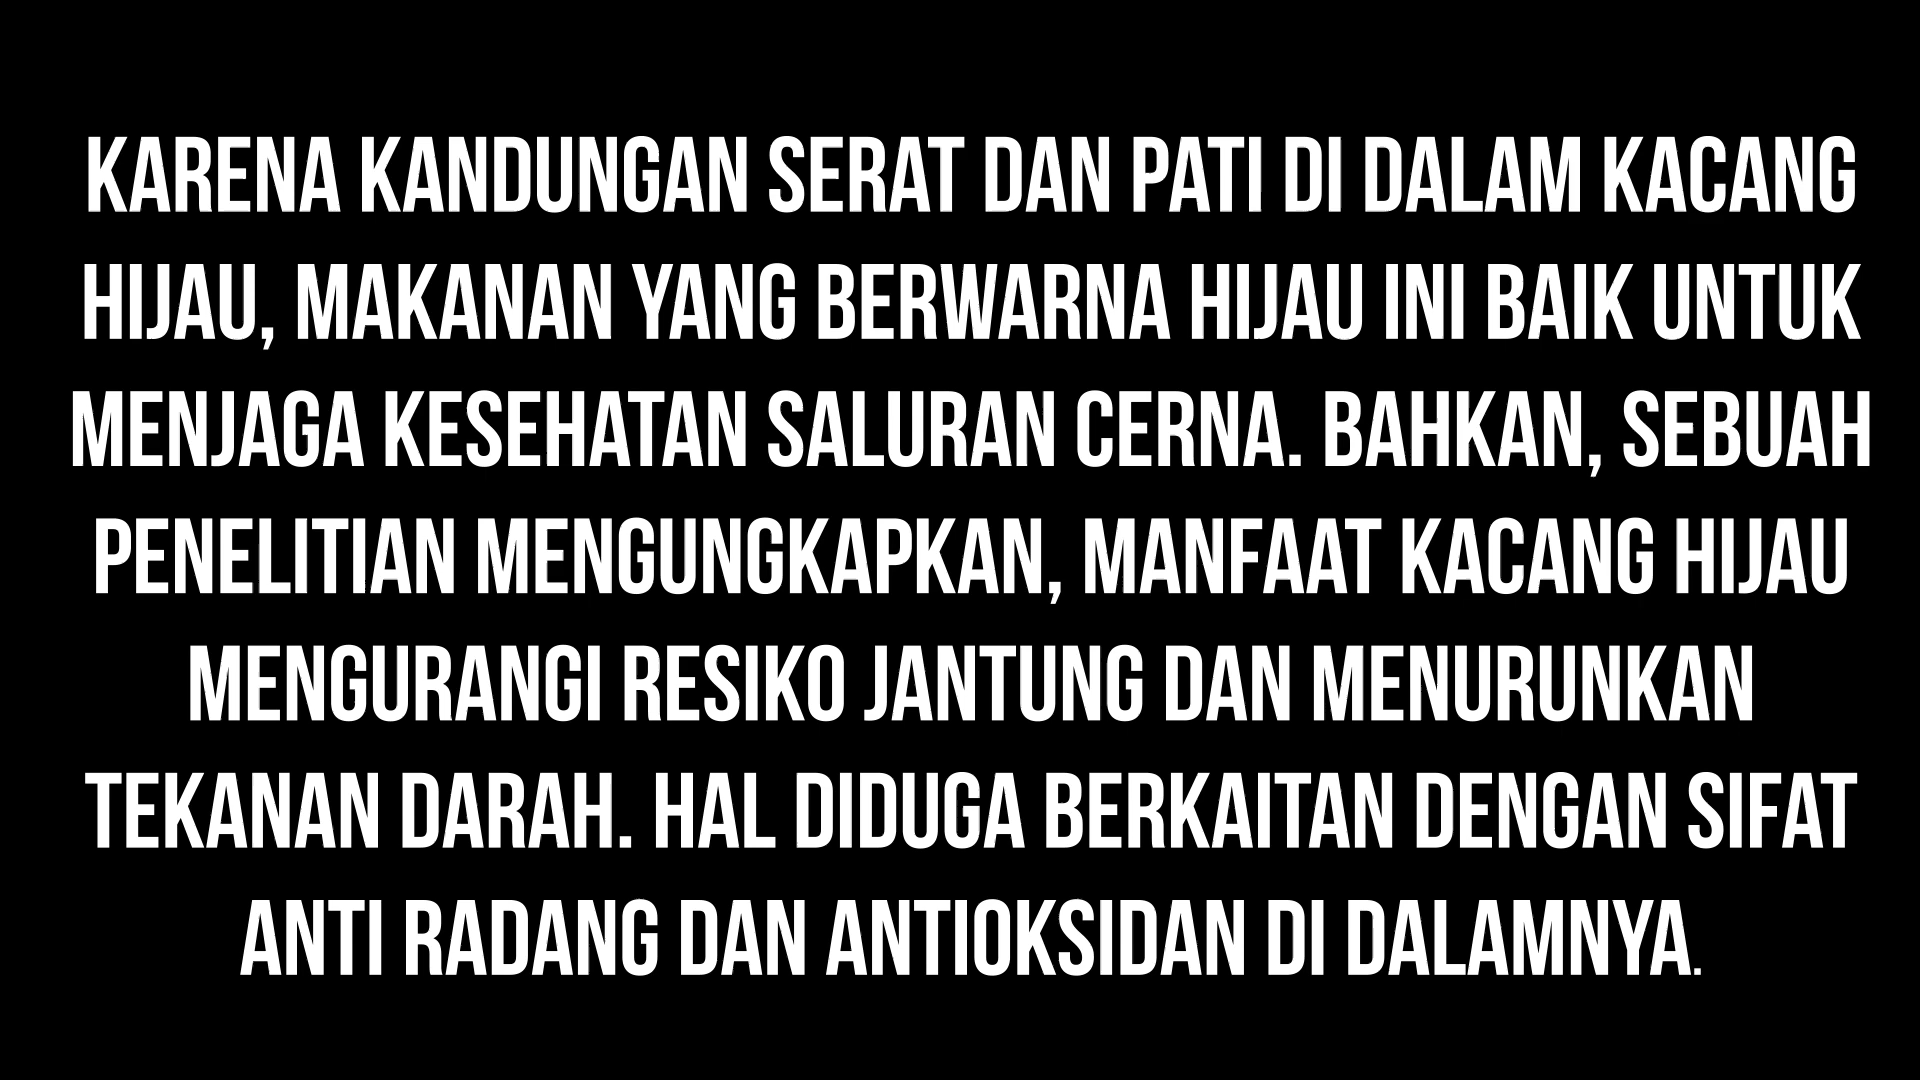 KARENA KANDUNGAN SERAT DAN PATI DI DALAM KACANG
HIJAU, MAKANAN YANG BERWARNA HIJAU INI BAIK UNTUK
MENJAGA KESEHATAN SALURAN CERNA. BAHKAN, SEBUAH
PENELITIAN MENGUNGKAPKAN, MANFAAT KACANG HIJAU
MENGURANGI RESIKO JANTUNG DAN MENURUNKAN
TEKANAN DARAH. HAL DIDUGA BERKAITAN DENGAN SIFAT
ANTI RADANG DAN ANTIOKSIDAN DI DALAMNYA.